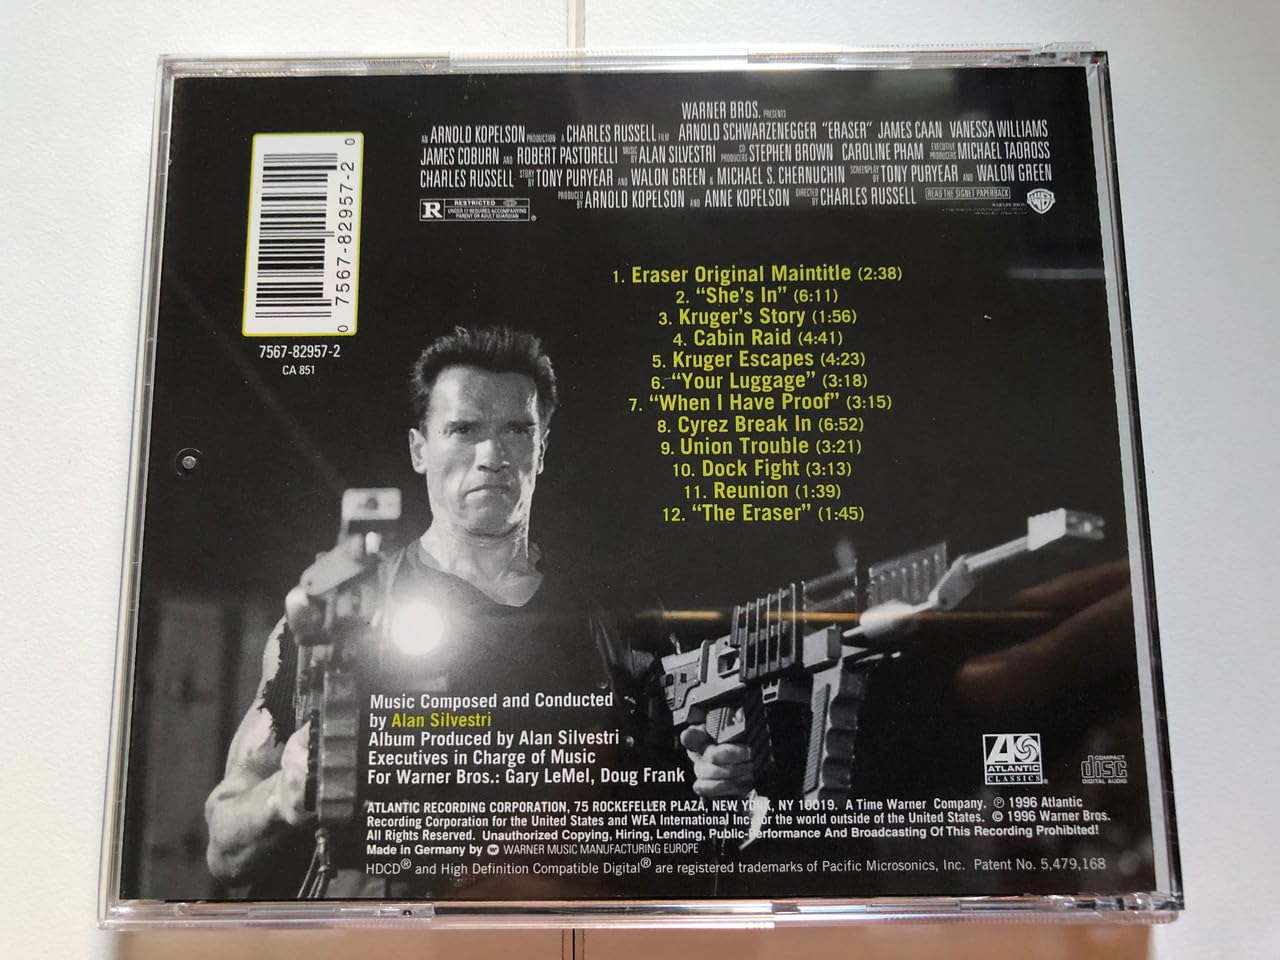 WARNER BROS. PRESENTS
AN ARNOLD KOPELSON PRODUCTION A CHARLES RUSSELL FILM ARNOLD SCHWARZENEGGER "ERASER" JAMES CAAN VANESSA WILLIAMS
JAMES COBURN AND ROBERT PASTORELLI MUSIC BY ALAN SILVESTRI CO PRODUCERS STEPHEN BROWN CAROLINE PHAM EXECUTIVE PRODUCERS MICHAEL TADROSS
CHARLES RUSSELL STORY BY TONY PURYEAR AND WALON GREEN & MICHAEL S. CHERNUCHIN SCREENPLAY BY TONY PURYEAR AND WALON GREEN
PRODUCED BY ARNOLD KOPELSON AND ANNE KOPELSON DIRECTED BY CHARLES RUSSELL READ THE SIGNET PAPERBACK
R RESTRICTED
UNDER 17 REQUIRES ACCOMPANYING
PARENT OR ADULT GUARDIAN
0 7567-82957-2 0
7567-82957-2
CA 851
1. Eraser Original Maintitle (2:38)
2. "She's In" (6:11)
3. Kruger's Story (1:56)
4. Cabin Raid (4:41)
5. Kruger Escapes (4:23)
6. "Your Luggage" (3:18)
7. "When I Have Proof" (3:15)
8. Cyrez Break In (6:52)
9. Union Trouble (3:21)
10. Dock Fight (3:13)
11. Reunion (1:39)
12. "The Eraser" (1:45)
Music Composed and Conducted
by Alan Silvestri
Album Produced by Alan Silvestri
Executives in Charge of Music
For Warner Bros.: Gary LeMel, Doug Frank
ATLANTIC
CLASSICS
COMPACT
disc
DIGITAL AUDIO
ATLANTIC RECORDING CORPORATION, 75 ROCKEFELLER PLAZA, NEW YORK, NY 10019. A Time Warner Company. ℗ 1996 Atlantic
Recording Corporation for the United States and WEA International Inc. for the world outside of the United States. © 1996 Warner Bros.
All Rights Reserved. Unauthorized Copying, Hiring, Lending, Public Performance And Broadcasting Of This Recording Prohibited!
Made in Germany by WARNER MUSIC MANUFACTURING EUROPE
HDCD® and High Definition Compatible Digital® are registered trademarks of Pacific Microsonics, Inc. Patent No. 5,479,168